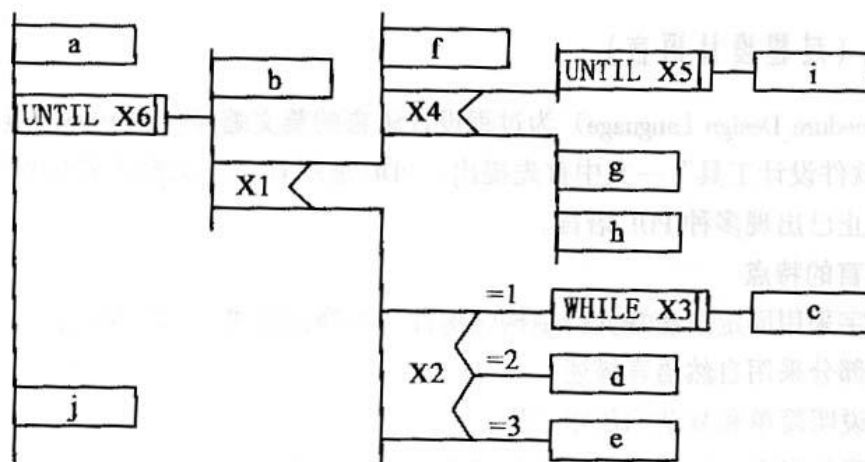 a
f
b
UNTIL X5
i
UNTIL X6
X4
X1
g
h
=1
WHILE X3
c
X2
=2
d
j
=3
e